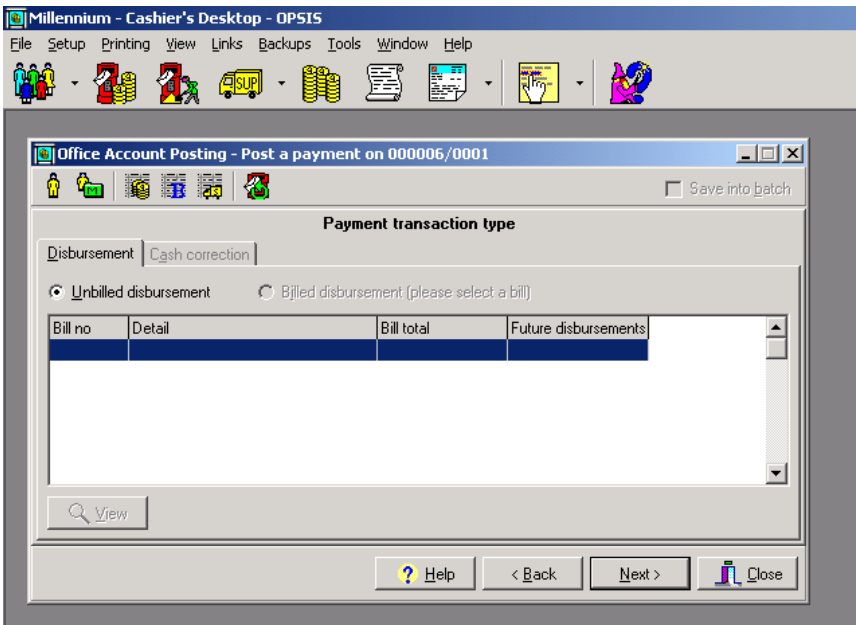 Millennium - Cashier's Desktop - OPSIS
File Setup Printing View Links Backups Tools Window Help
SUP
Office Account Posting - Post a payment on 000006/0001
Save into batch
Payment transaction type
Disbursement Cash correction
Unbilled disbursement Billed disbursement (please select a bill)
Bill no Detail Bill total Future disbursements
View
? Help < Back Next > Close